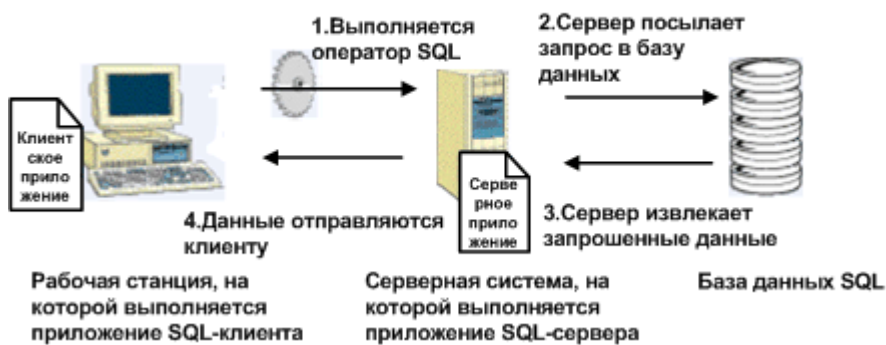 1.Выполняется
оператор SQL
2.Сервер посылает
запрос в базу
данных
Клиент
ское
прило
жение
Серве
рное
прило
жение
4.Данные отправляются
клиенту
3.Сервер извлекает
запрошенные данные
Рабочая станция, на
которой выполняется
приложение SQL-клиента
Серверная система, на
которой выполняется
приложение SQL-сервера
База данных SQL